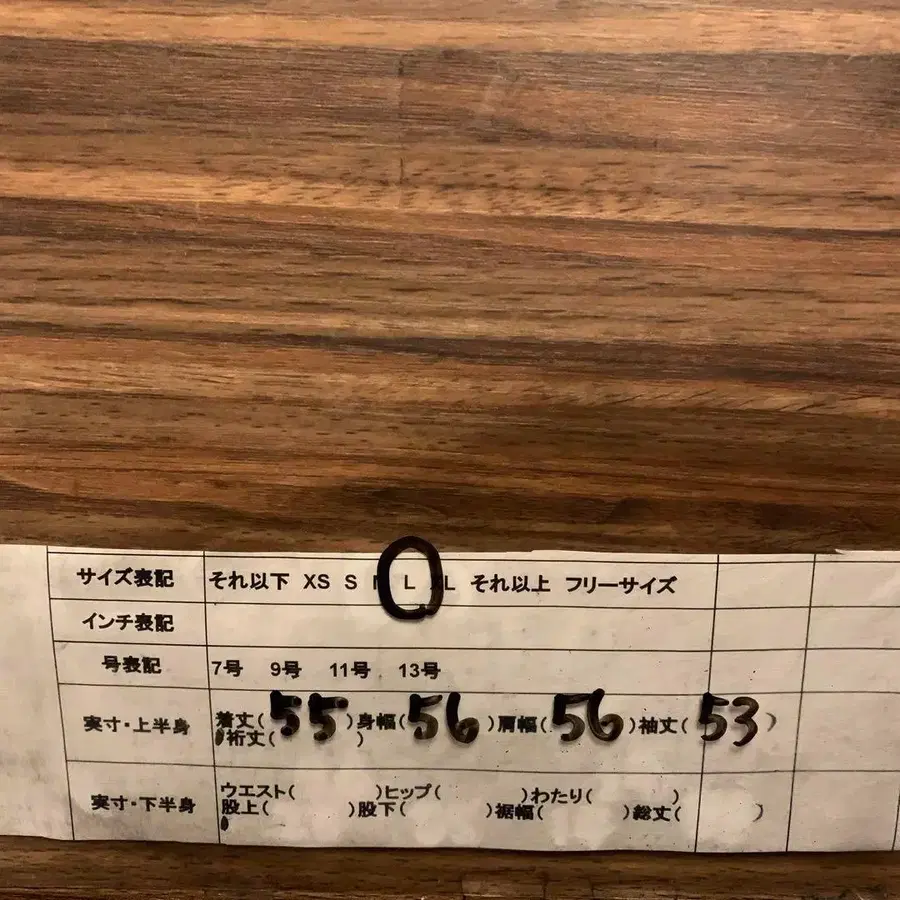 サイズ表記 それ以下 XS S M L XL それ以上 フリーサイズ
インチ表記
号表記 7号 9号 11号 13号
実寸・上半身 着丈(55)身幅(56)肩幅(56)袖丈(53)
裄丈( )
実寸・下半身 ウエスト( )ヒップ( )わたり( )
股上( )股下( )裾幅( )総丈( )